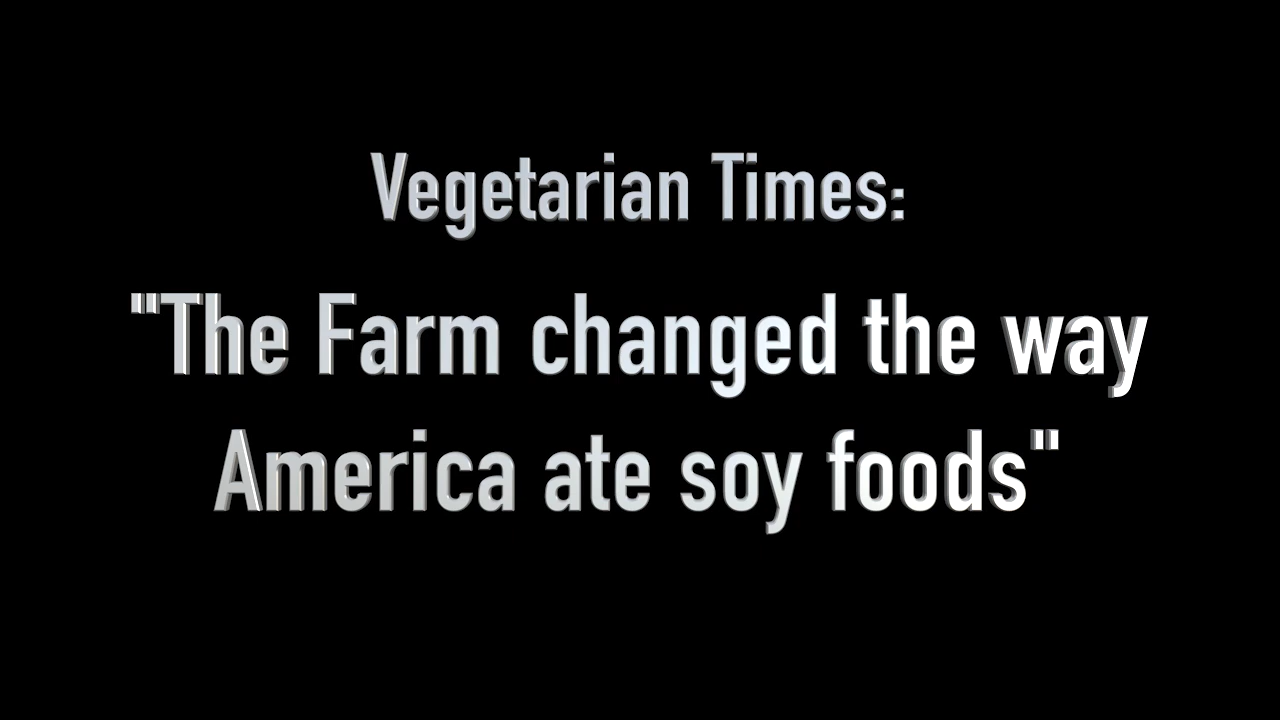 Vegetarian Times:
"The Farm changed the way
America ate soy foods"